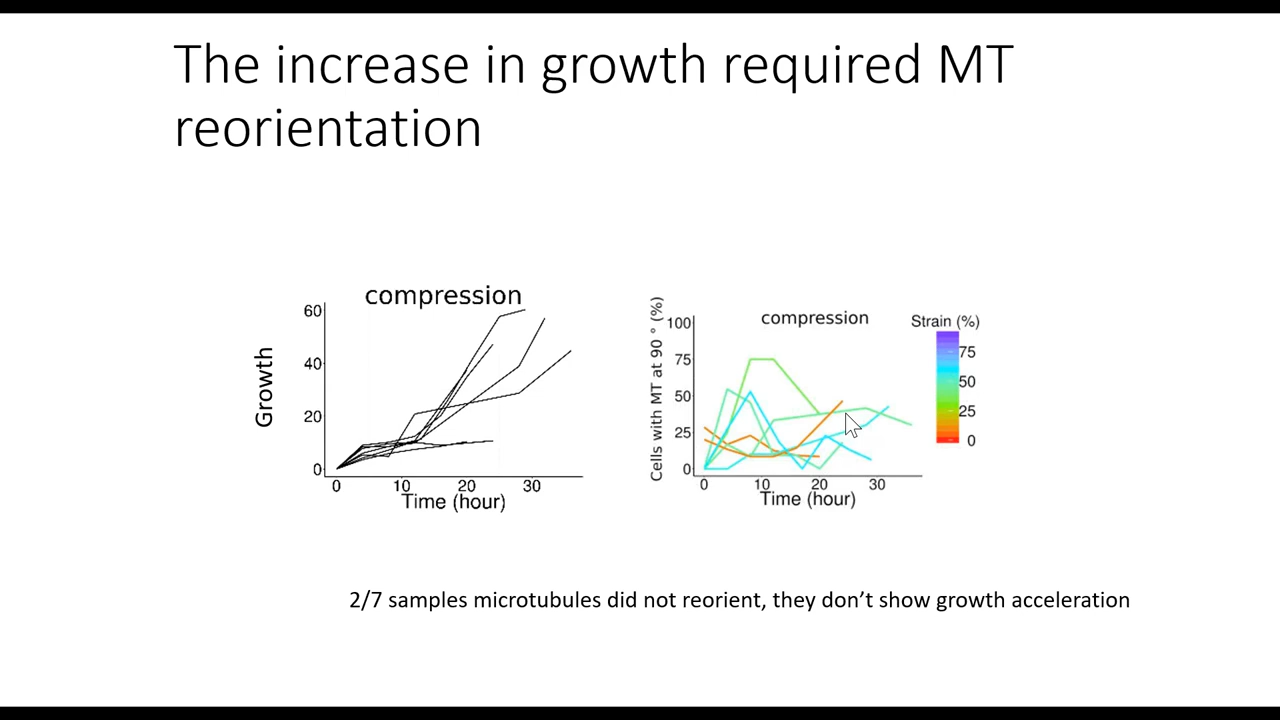 The increase in growth required MT
reorientation
compression
Growth
60
40
20
0
0 10 20 30
Time (hour)
compression
Cells with MT at 90 ° (%)
100
75
50
25
0
0 10 20 30
Time (hour)
Strain (%)
75
50
25
0
2/7 samples microtubules did not reorient, they don’t show growth acceleration